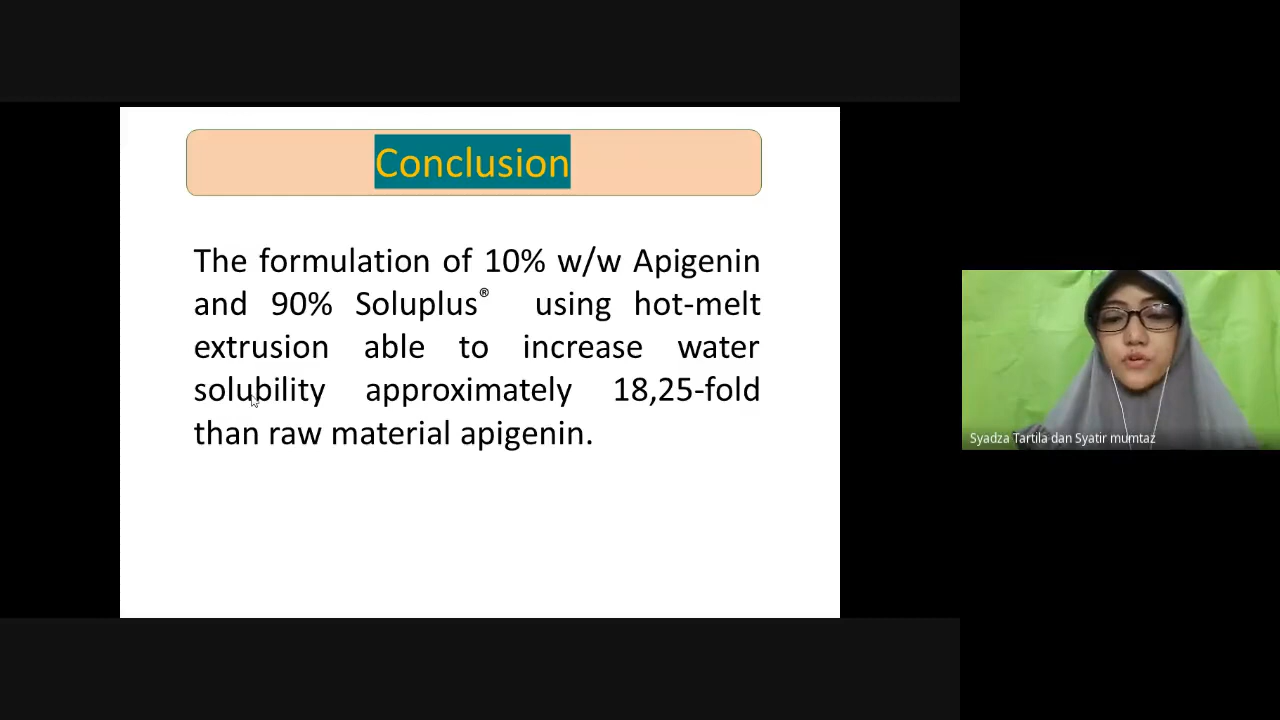 Conclusion
The formulation of 10% w/w Apigenin
and 90% Soluplus® using hot-melt
extrusion able to increase water
solubility approximately 18,25-fold
than raw material apigenin.
Syadza Tartila dan Syatir mumtaz